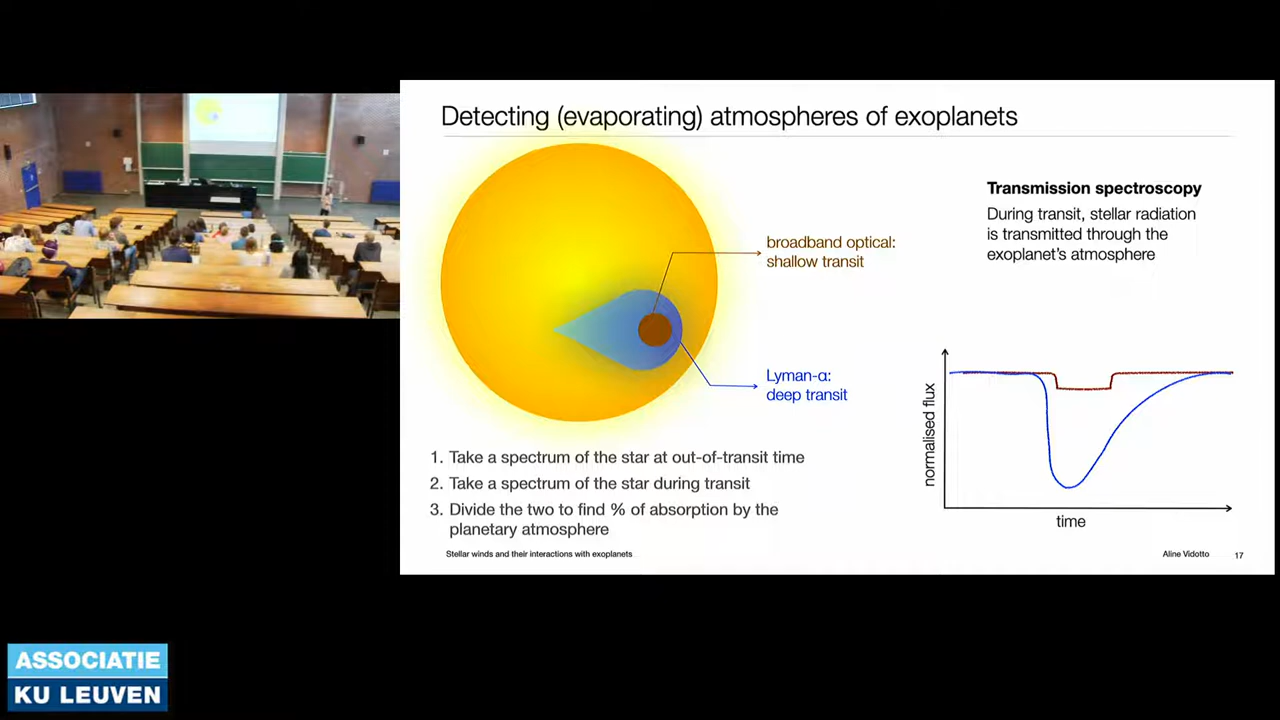 Detecting (evaporating) atmospheres of exoplanets
broadband optical:
shallow transit
Lyman-α:
deep transit
Transmission spectroscopy
During transit, stellar radiation
is transmitted through the
exoplanet's atmosphere
normalised flux
time
1. Take a spectrum of the star at out-of-transit time
2. Take a spectrum of the star during transit
3. Divide the two to find % of absorption by the
planetary atmosphere
Stellar winds and their interactions with exoplanets
Aline Vidotto
17
ASSOCIATIE
KU LEUVEN